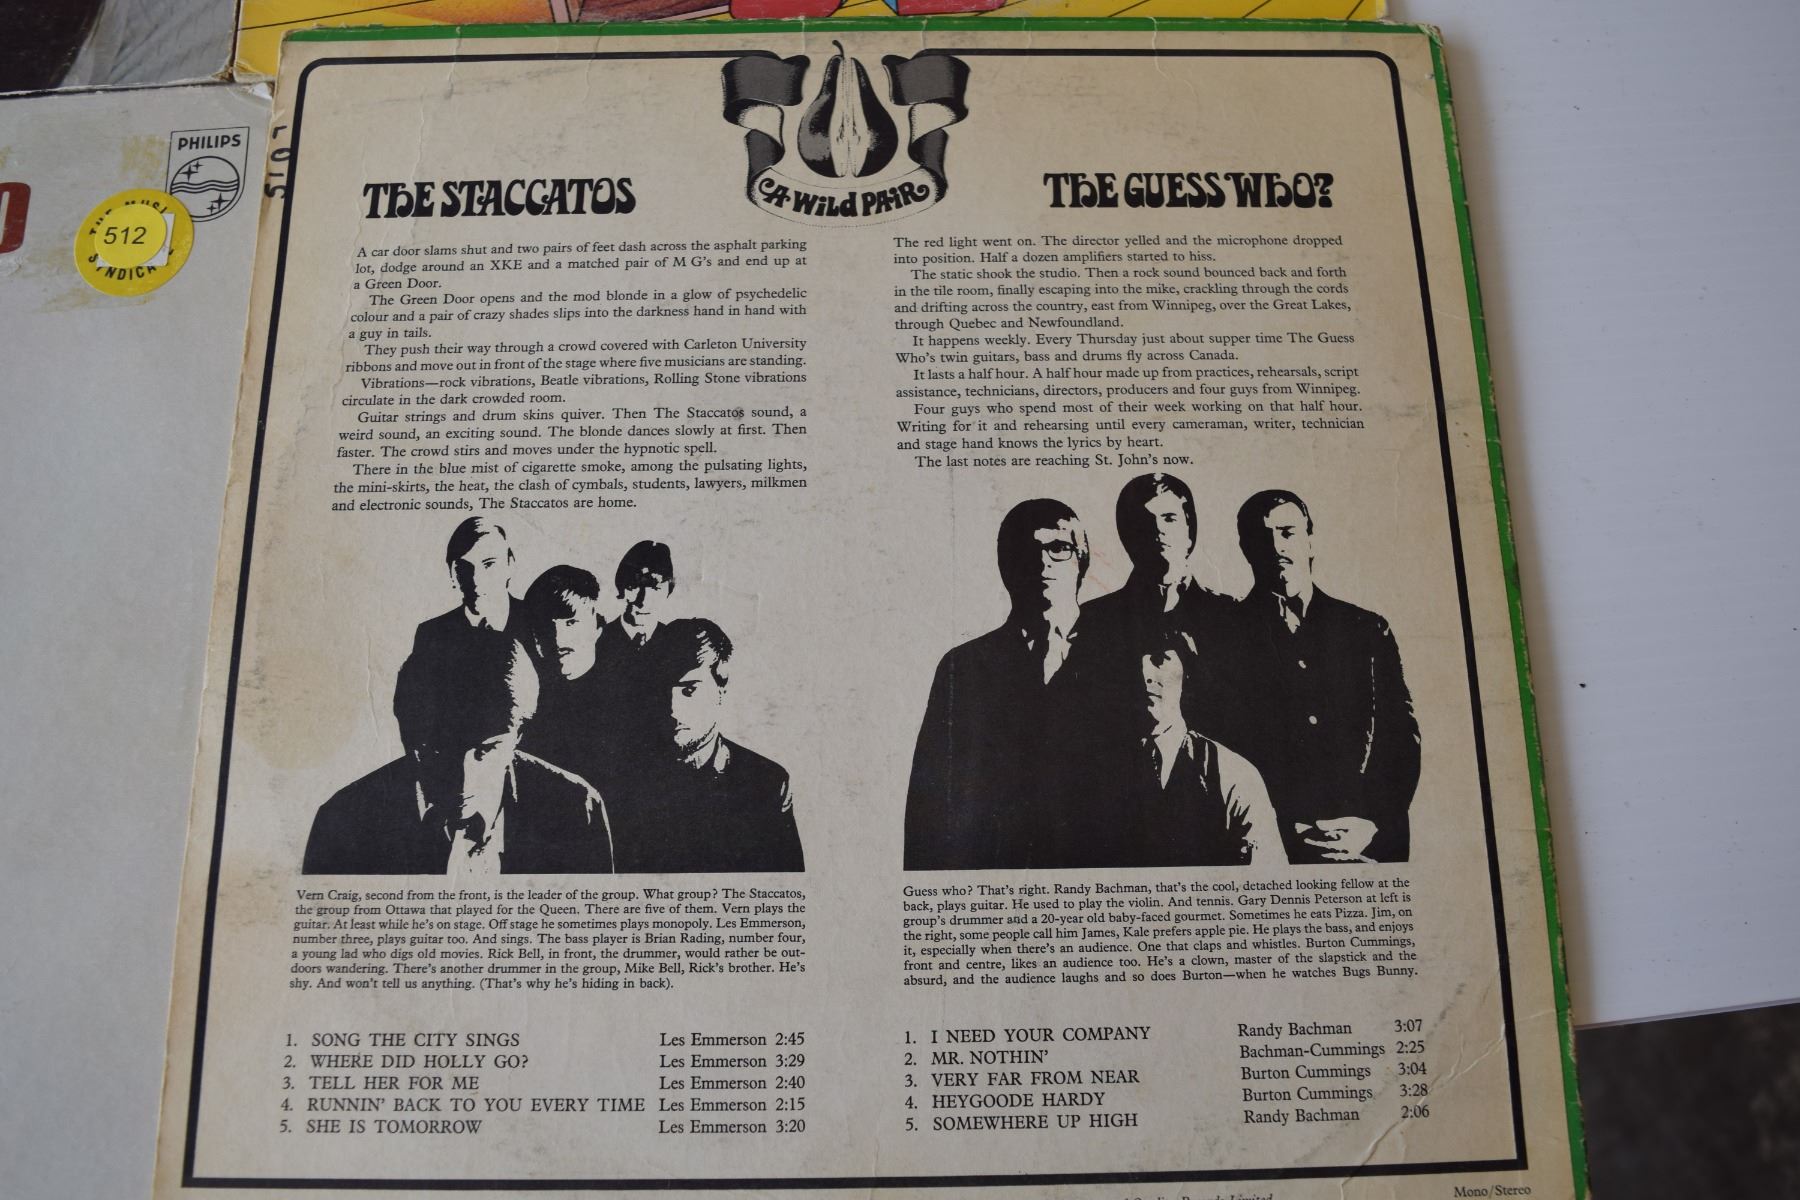 PHILIPS
512
SYNDICA
5107
A WILD PAIR
THE STACCATOS
A car door slams shut and two pairs of feet dash across the asphalt parking
lot, dodge around an XKE and a matched pair of M G's and end up at
a Green Door.
The Green Door opens and the mod blonde in a glow of psychedelic
colour and a pair of crazy shades slips into the darkness hand in hand with
a guy in tails.
They push their way through a crowd covered with Carleton University
ribbons and move out in front of the stage where five musicians are standing.
Vibrations—rock vibrations, Beatle vibrations, Rolling Stone vibrations
circulate in the dark crowded room.
Guitar strings and drum skins quiver. Then The Staccatos sound, a
weird sound, an exciting sound. The blonde dances slowly at first. Then
faster. The crowd stirs and moves under the hypnotic spell.
There in the blue mist of cigarette smoke, among the pulsating lights,
the mini-skirts, the heat, the clash of cymbals, students, lawyers, milkmen
and electronic sounds, The Staccatos are home.
Vern Craig, second from the front, is the leader of the group. What group? The Staccatos,
the group from Ottawa that played for the Queen. There are five of them. Vern plays the
guitar. At least while he's on stage. Off stage he sometimes plays monopoly. Les Emmerson,
number three, plays guitar too. And sings. The bass player is Brian Rading, number four,
a young lad who digs old movies. Rick Bell, in front, the drummer, would rather be out-
doors wandering. There's another drummer in the group, Mike Bell, Rick's brother. He's
shy. And won't tell us anything. (That's why he's hiding in back).
1. SONG THE CITY SINGS Les Emmerson 2:45
2. WHERE DID HOLLY GO? Les Emmerson 3:29
3. TELL HER FOR ME Les Emmerson 2:40
4. RUNNIN' BACK TO YOU EVERY TIME Les Emmerson 2:15
5. SHE IS TOMORROW Les Emmerson 3:20
THE GUESS WHO?
The red light went on. The director yelled and the microphone dropped
into position. Half a dozen amplifiers started to hiss.
The static shook the studio. Then a rock sound bounced back and forth
in the tile room, finally escaping into the mike, crackling through the cords
and drifting across the country, east from Winnipeg, over the Great Lakes,
through Quebec and Newfoundland.
It happens weekly. Every Thursday just about supper time The Guess
Who's twin guitars, bass and drums fly across Canada.
It lasts a half hour. A half hour made up from practices, rehearsals, script
assistance, technicians, directors, producers and four guys from Winnipeg.
Four guys who spend most of their week working on that half hour.
Writing for it and rehearsing until every cameraman, writer, technician
and stage hand knows the lyrics by heart.
The last notes are reaching St. John's now.
Guess who? That's right. Randy Bachman, that's the cool, detached looking fellow at the
back, plays guitar. He used to play the violin. And tennis. Gary Dennis Peterson at left is
group's drummer and a 20-year old baby-faced gourmet. Sometimes he eats Pizza. Jim, on
the right, some people call him James, Kale prefers apple pie. He plays the bass, and enjoys
it, especially when there's an audience. One that claps and whistles. Burton Cummings,
front and centre, likes an audience too. He's a clown, master of the slapstick and the
absurd, and the audience laughs and so does Burton—when he watches Bugs Bunny.
1. I NEED YOUR COMPANY Randy Bachman 3:07
2. MR. NOTHIN' Bachman-Cummings 2:25
3. VERY FAR FROM NEAR Burton Cummings 3:04
4. HEYGOODE HARDY Burton Cummings 3:28
5. SOMEWHERE UP HIGH Randy Bachman 2:06
Mono/Stereo